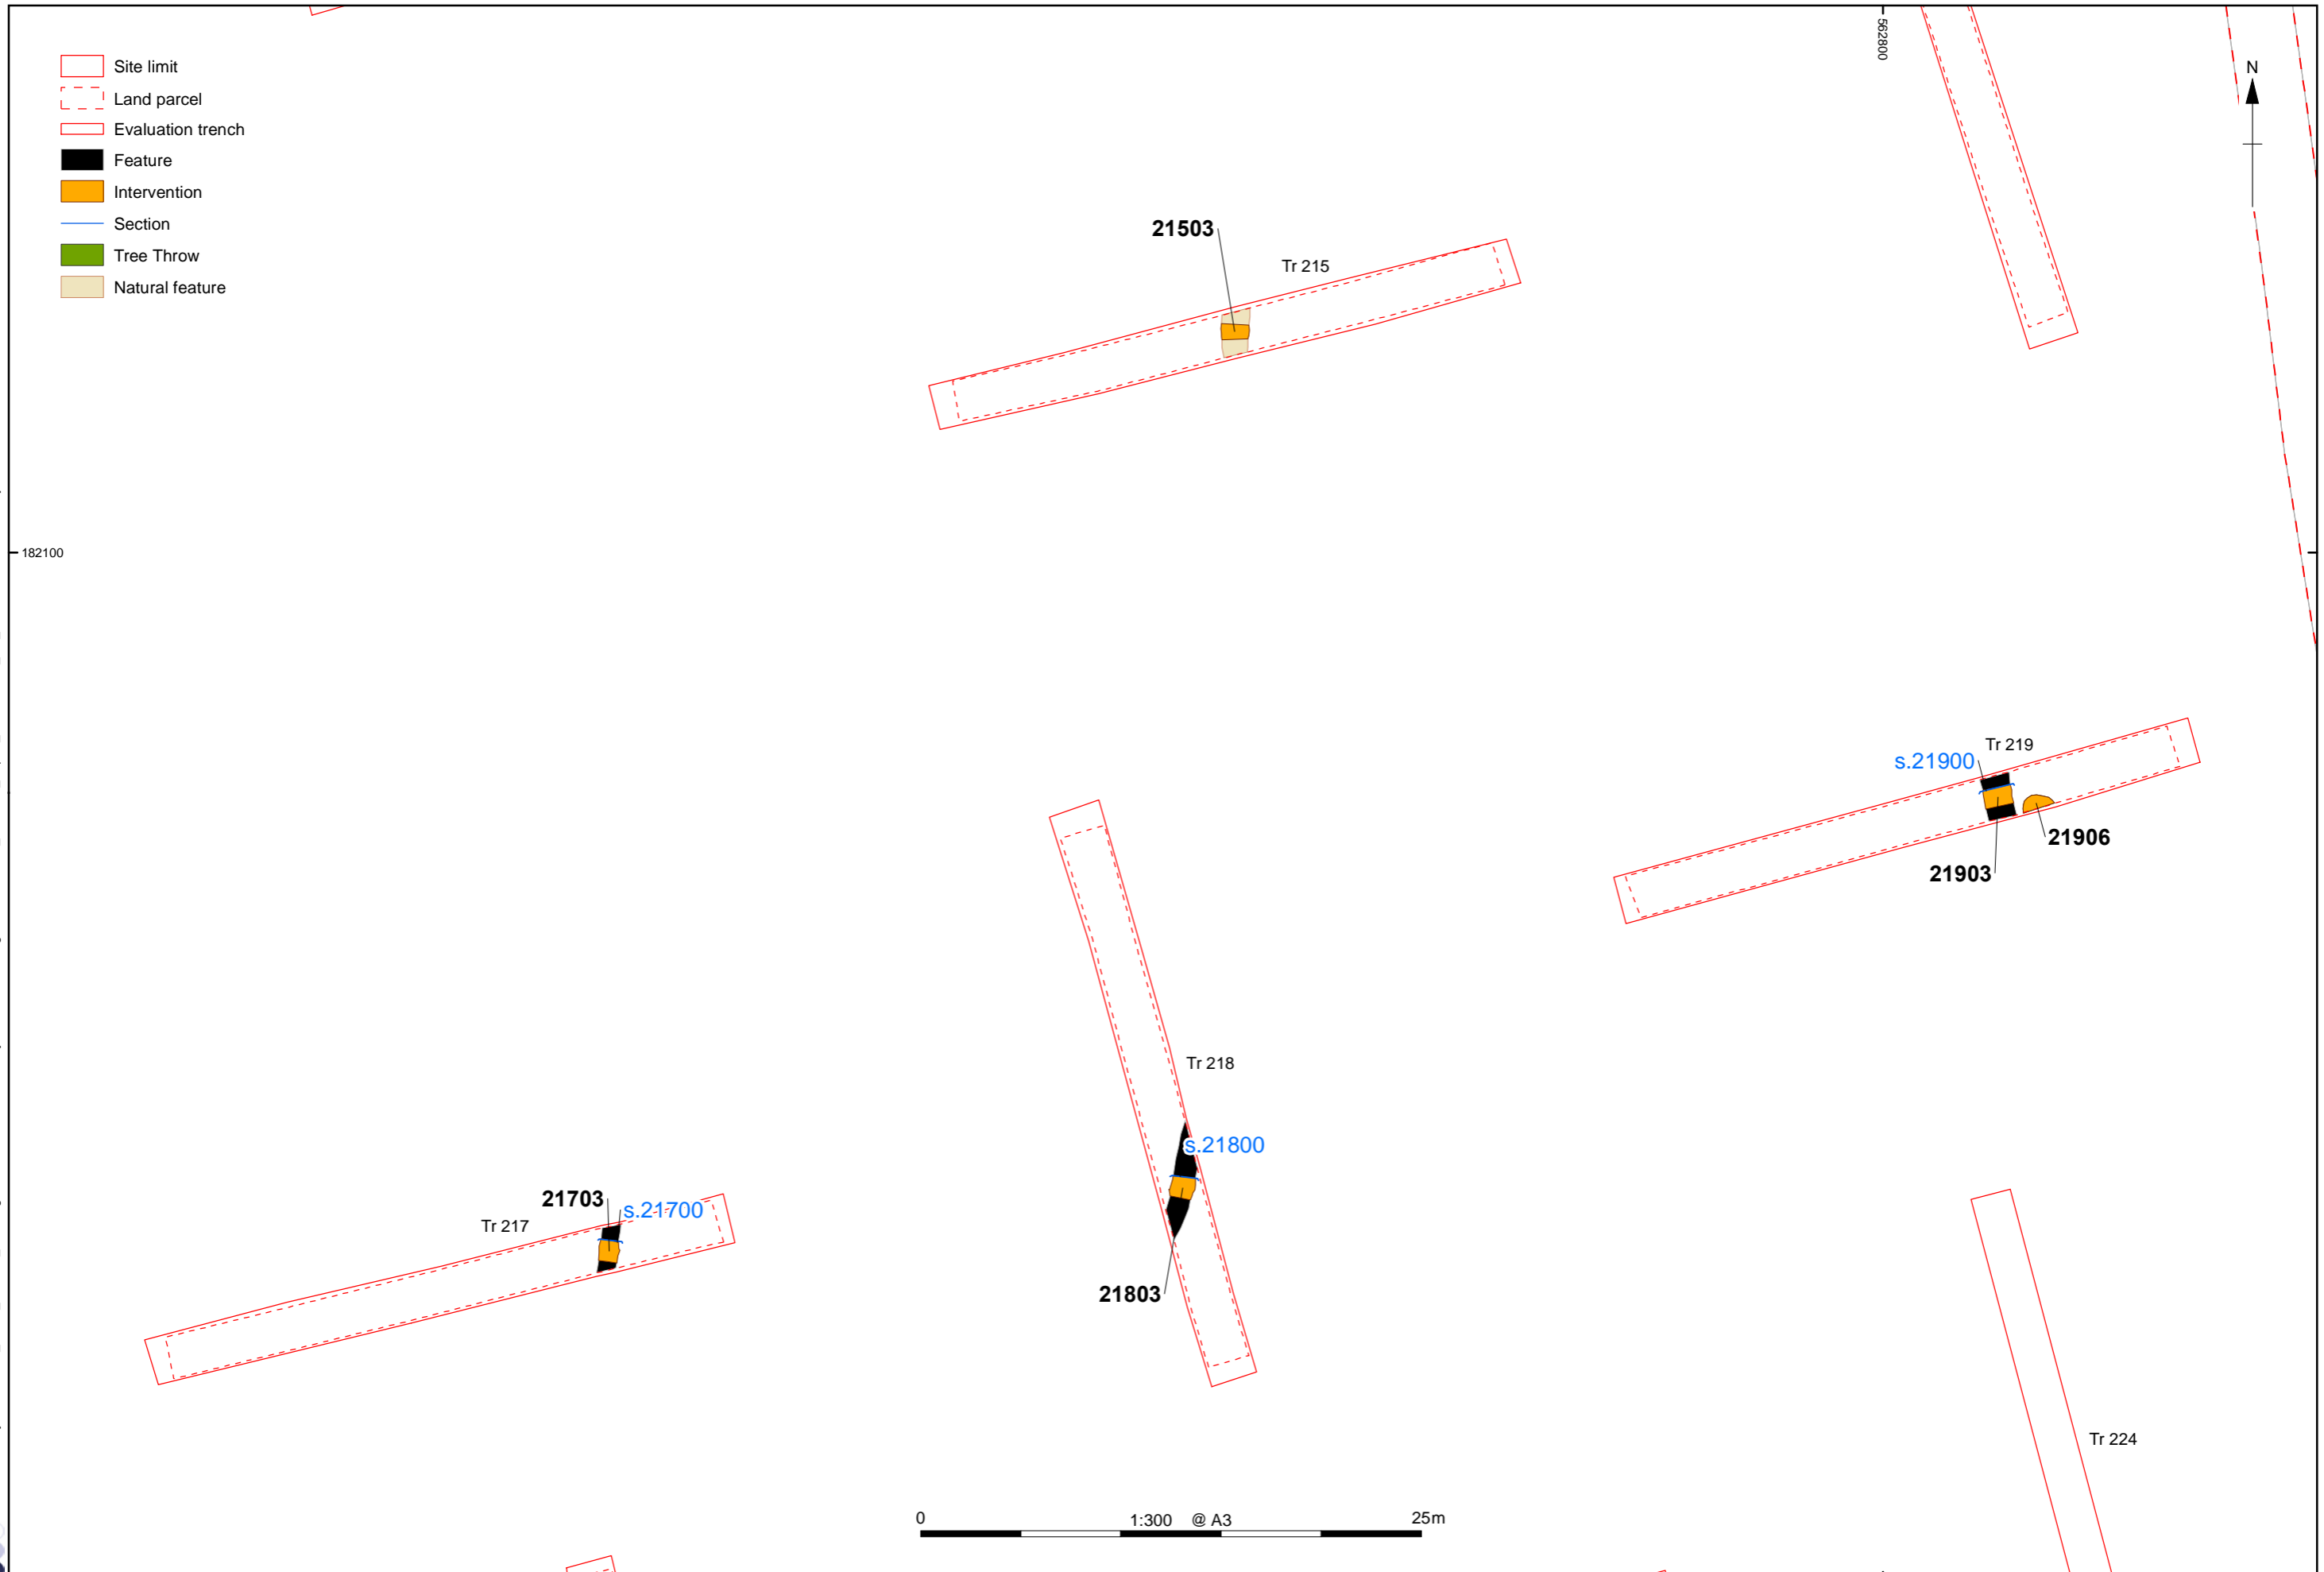 562800
N
Site limit
Land parcel
Evaluation trench
Feature
Intervention
Section
Tree Throw
Natural feature
21503
Tr 215
182100
Tr 219
s.21900
21906
21903
Tr 218
s.21800
21703
s.21700
Tr 217
21803
Tr 224
0 1:300 @ A3 25m